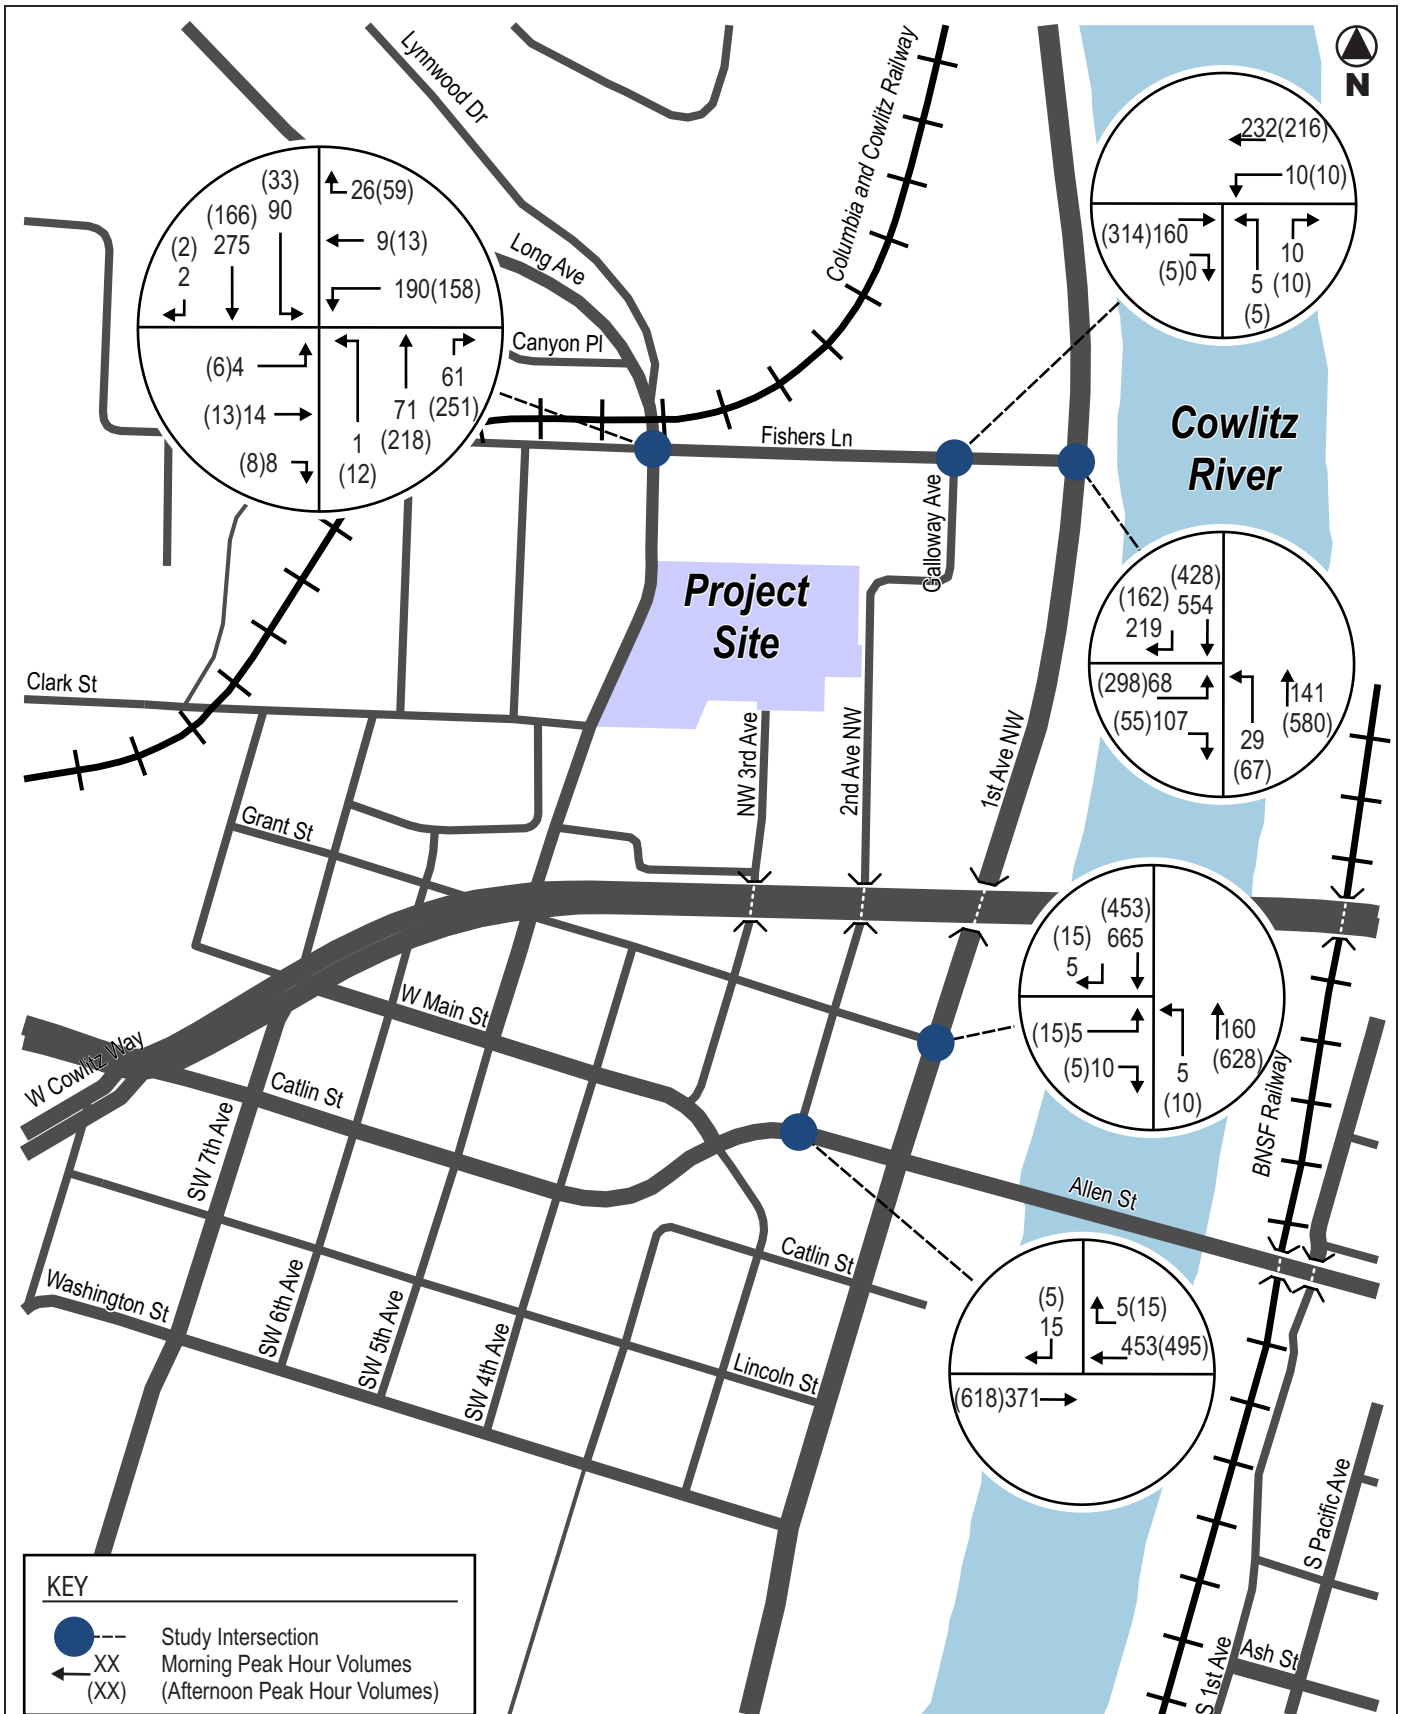 N
Lynnwood Dr
Columbia and Cowlitz Railway
232(216)
10(10)
(314)160
(5)0
5
(5)
10
(10)
(33)
90
(166)
275
(2)
2
26(59)
9(13)
190(158)
(6)4
(13)14
(8)8
1
(12)
71
(218)
61
(251)
Long Ave
Canyon Pl
Fishers Ln
Cowlitz
River
Galloway Ave
Project
Site
(428)
554
(162)
219
(298)68
(55)107
29
(67)
141
(580)
Clark St
NW 3rd Ave
2nd Ave NW
1st Ave NW
Grant St
(453)
665
(15)
5
(15)5
(5)10
5
(10)
160
(628)
W Main St
W Cowlitz Way
Catlin St
SW 7th Ave
BNSF Railway
Allen St
Catlin St
Washington St
SW 6th Ave
SW 5th Ave
SW 4th Ave
Lincoln St
(5)
15
5(15)
453(495)
(618)371
S Pacific Ave
Ash St
S 1st Ave
KEY
Study Intersection
XX Morning Peak Hour Volumes
(XX) (Afternoon Peak Hour Volumes)